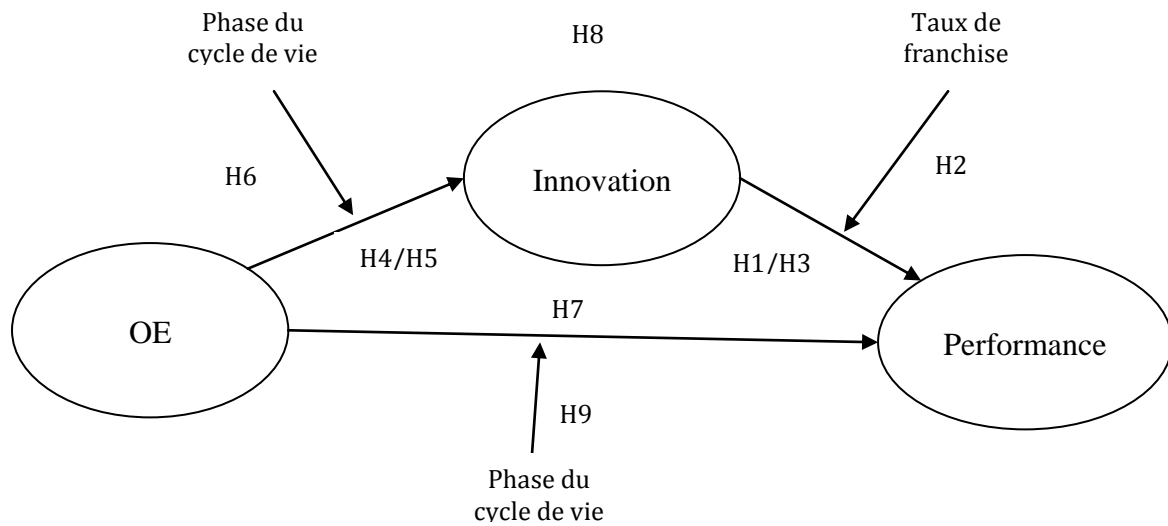 Phase du
cycle de vie
H8
Taux de
franchise
H6
Innovation
H2
H4/H5
H1/H3
OE
H7
Performance
H9
Phase du
cycle de vie